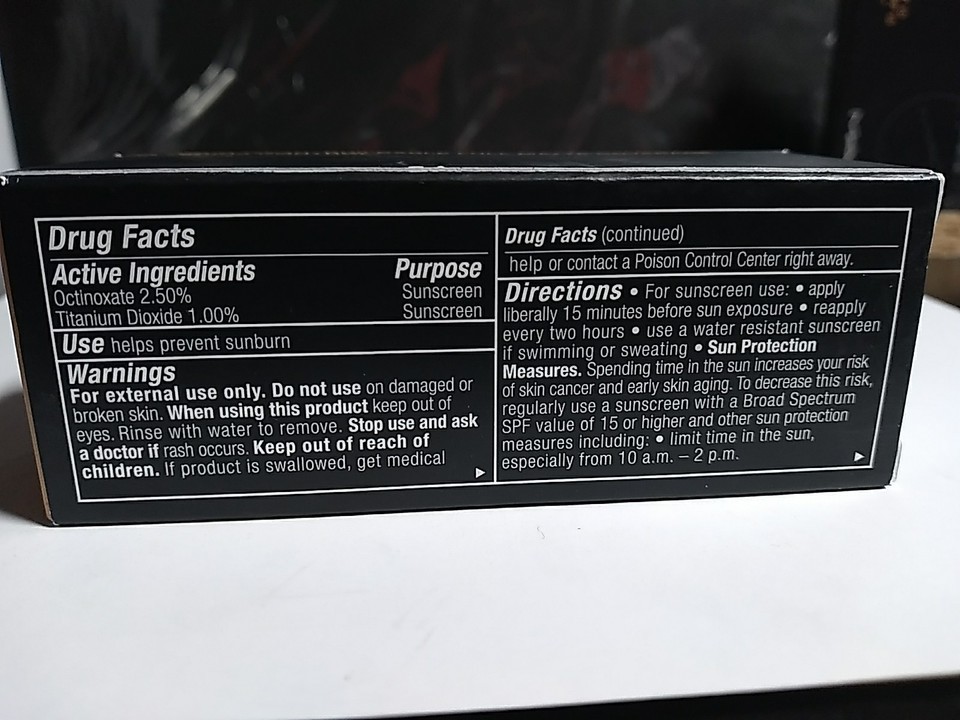 Drug Facts
Active Ingredients Purpose
Octinoxate 2.50% Sunscreen
Titanium Dioxide 1.00% Sunscreen
Use helps prevent sunburn
Warnings
For external use only. Do not use on damaged or
broken skin. When using this product keep out of
eyes. Rinse with water to remove. Stop use and ask
a doctor if rash occurs. Keep out of reach of
children. If product is swallowed, get medical
Drug Facts (continued)
help or contact a Poison Control Center right away.
Directions • For sunscreen use: • apply
liberally 15 minutes before sun exposure • reapply
every two hours • use a water resistant sunscreen
if swimming or sweating • Sun Protection
Measures. Spending time in the sun increases your risk
of skin cancer and early skin aging. To decrease this risk,
regularly use a sunscreen with a Broad Spectrum
SPF value of 15 or higher and other sun protection
measures including: • limit time in the sun,
especially from 10 a.m. – 2 p.m.